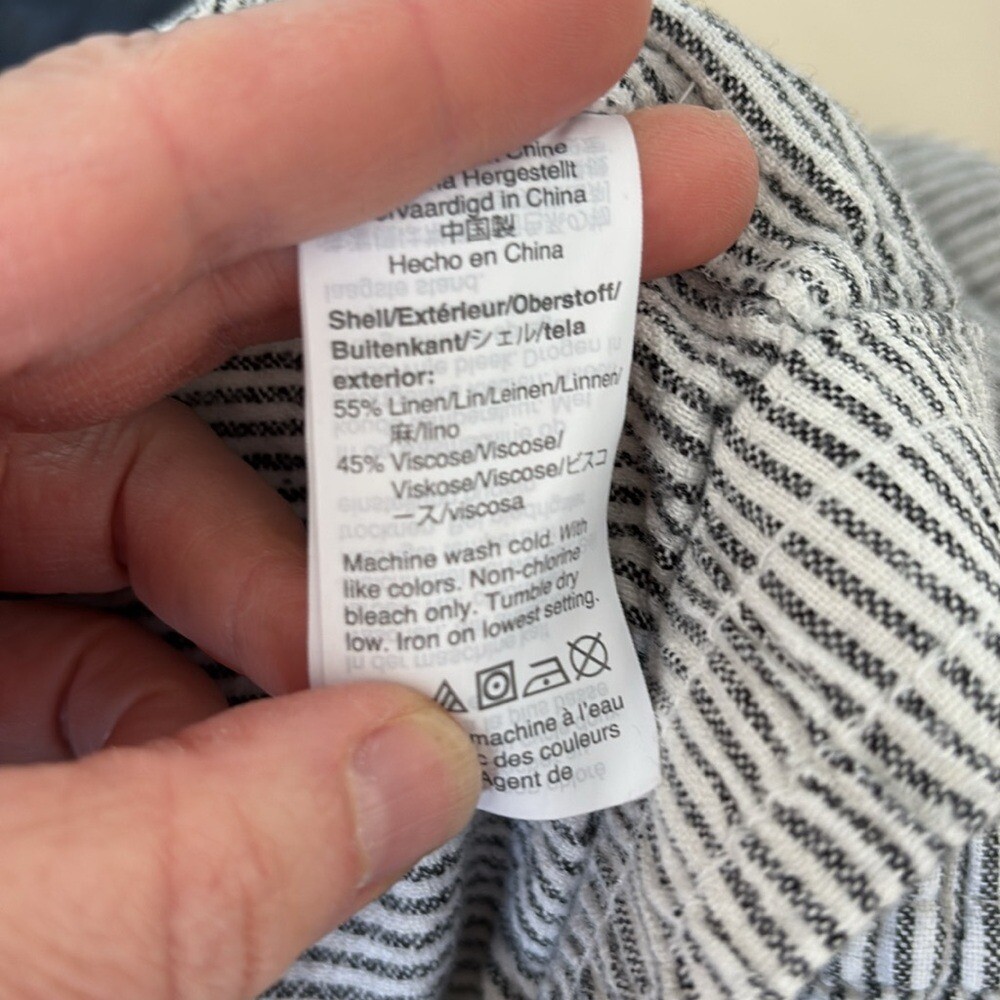 Chine
Hergestellt
in China
中国製
Hecho en China
Shell/Extérieur/Oberstoff/
Buitenkant/シェル/tela
exterior:
55% Linen/Lin/Leinen/Linnen/
麻/lino
45% Viscose/Viscose/
Viskose/Viscose/ビスコ
ース/viscosa
Machine wash cold. With
like colors. Non-chlorine
bleach only. Tumble dry
low. Iron on lowest setting.
machine à l'eau
des couleurs
Agent de